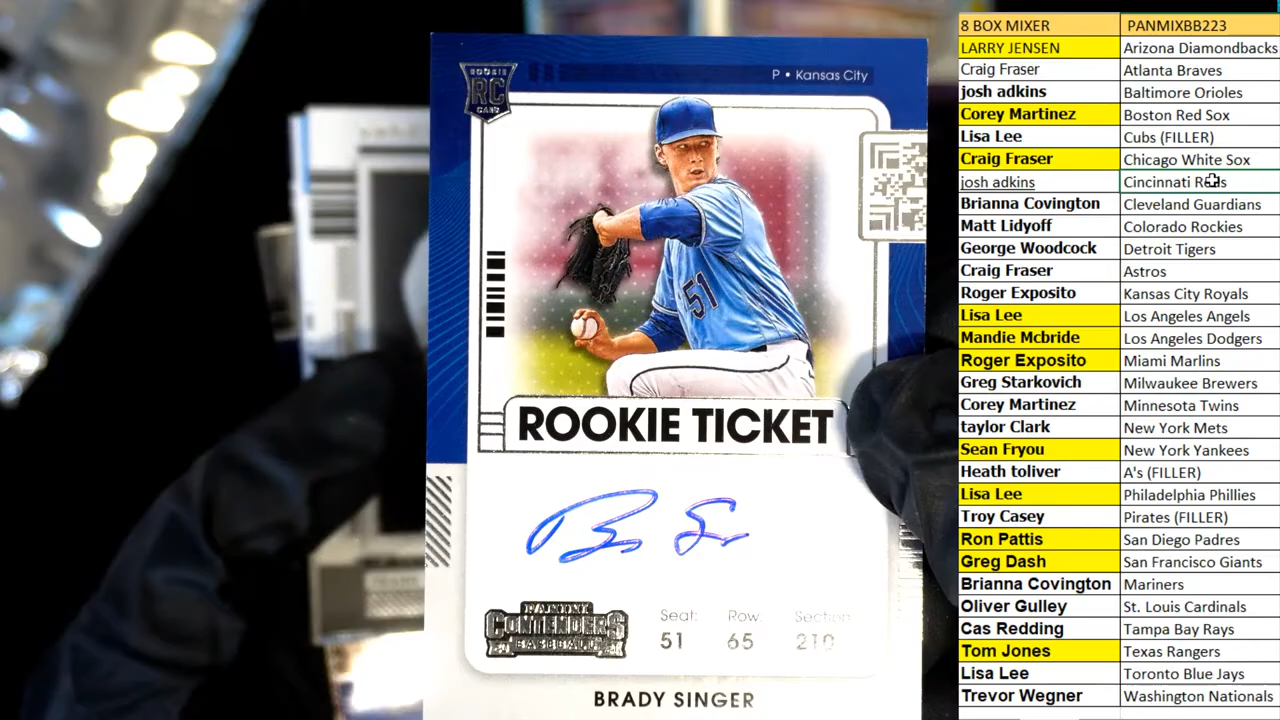 P • Kansas City
ROOKIE
RC
CARD
51
ROOKIE TICKET
PANINI
CONTENDERS
BASEBALL
Seat: Row: Section:
51 65 210
BRADY SINGER
8 BOX MIXER PANMIXBB223
LARRY JENSEN Arizona Diamondbacks
Craig Fraser Atlanta Braves
josh adkins Baltimore Orioles
Corey Martinez Boston Red Sox
Lisa Lee Cubs (FILLER)
Craig Fraser Chicago White Sox
josh adkins Cincinnati Reds
Brianna Covington Cleveland Guardians
Matt Lidyoff Colorado Rockies
George Woodcock Detroit Tigers
Craig Fraser Astros
Roger Exposito Kansas City Royals
Lisa Lee Los Angeles Angels
Mandie Mcbride Los Angeles Dodgers
Roger Exposito Miami Marlins
Greg Starkovich Milwaukee Brewers
Corey Martinez Minnesota Twins
taylor Clark New York Mets
Sean Fryou New York Yankees
Heath toliver A's (FILLER)
Lisa Lee Philadelphia Phillies
Troy Casey Pirates (FILLER)
Ron Pattis San Diego Padres
Greg Dash San Francisco Giants
Brianna Covington Mariners
Oliver Gulley St. Louis Cardinals
Cas Redding Tampa Bay Rays
Tom Jones Texas Rangers
Lisa Lee Toronto Blue Jays
Trevor Wegner Washington Nationals